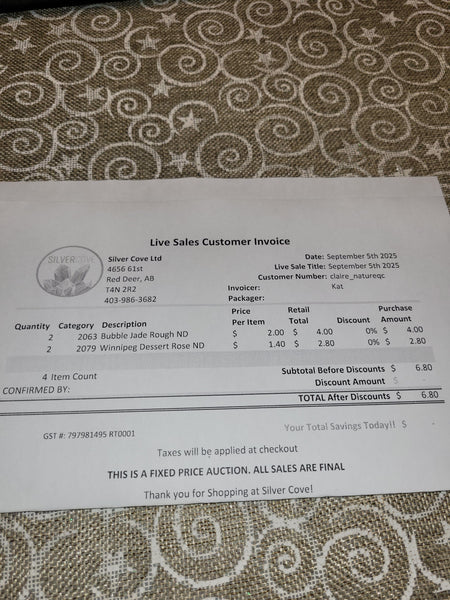 Live Sales Customer Invoice
SILVERCOVE
Silver Cove Ltd
4656 61st
Red Deer, AB
T4N 2R2
403-986-3682
Date: September 5th 2025
Live Sale Title: September 5th 2025
Customer Number: claire_natureqc
Invoicer: Kat
Packager:
Quantity Category Description Price Per Item Retail Total Discount Purchase Amount
2 2063 Bubble Jade Rough ND $ 2.00 $ 4.00 0% $ 4.00
2 2079 Winnipeg Dessert Rose ND $ 1.40 $ 2.80 0% $ 2.80
4 Item Count
Subtotal Before Discounts $ 6.80
Discount Amount $ -
CONFIRMED BY:
TOTAL After Discounts $ 6.80
GST #: 797981495 RT0001
Your Total Savings Today!! $ -
Taxes will be applied at checkout
THIS IS A FIXED PRICE AUCTION. ALL SALES ARE FINAL
Thank you for Shopping at Silver Cove!